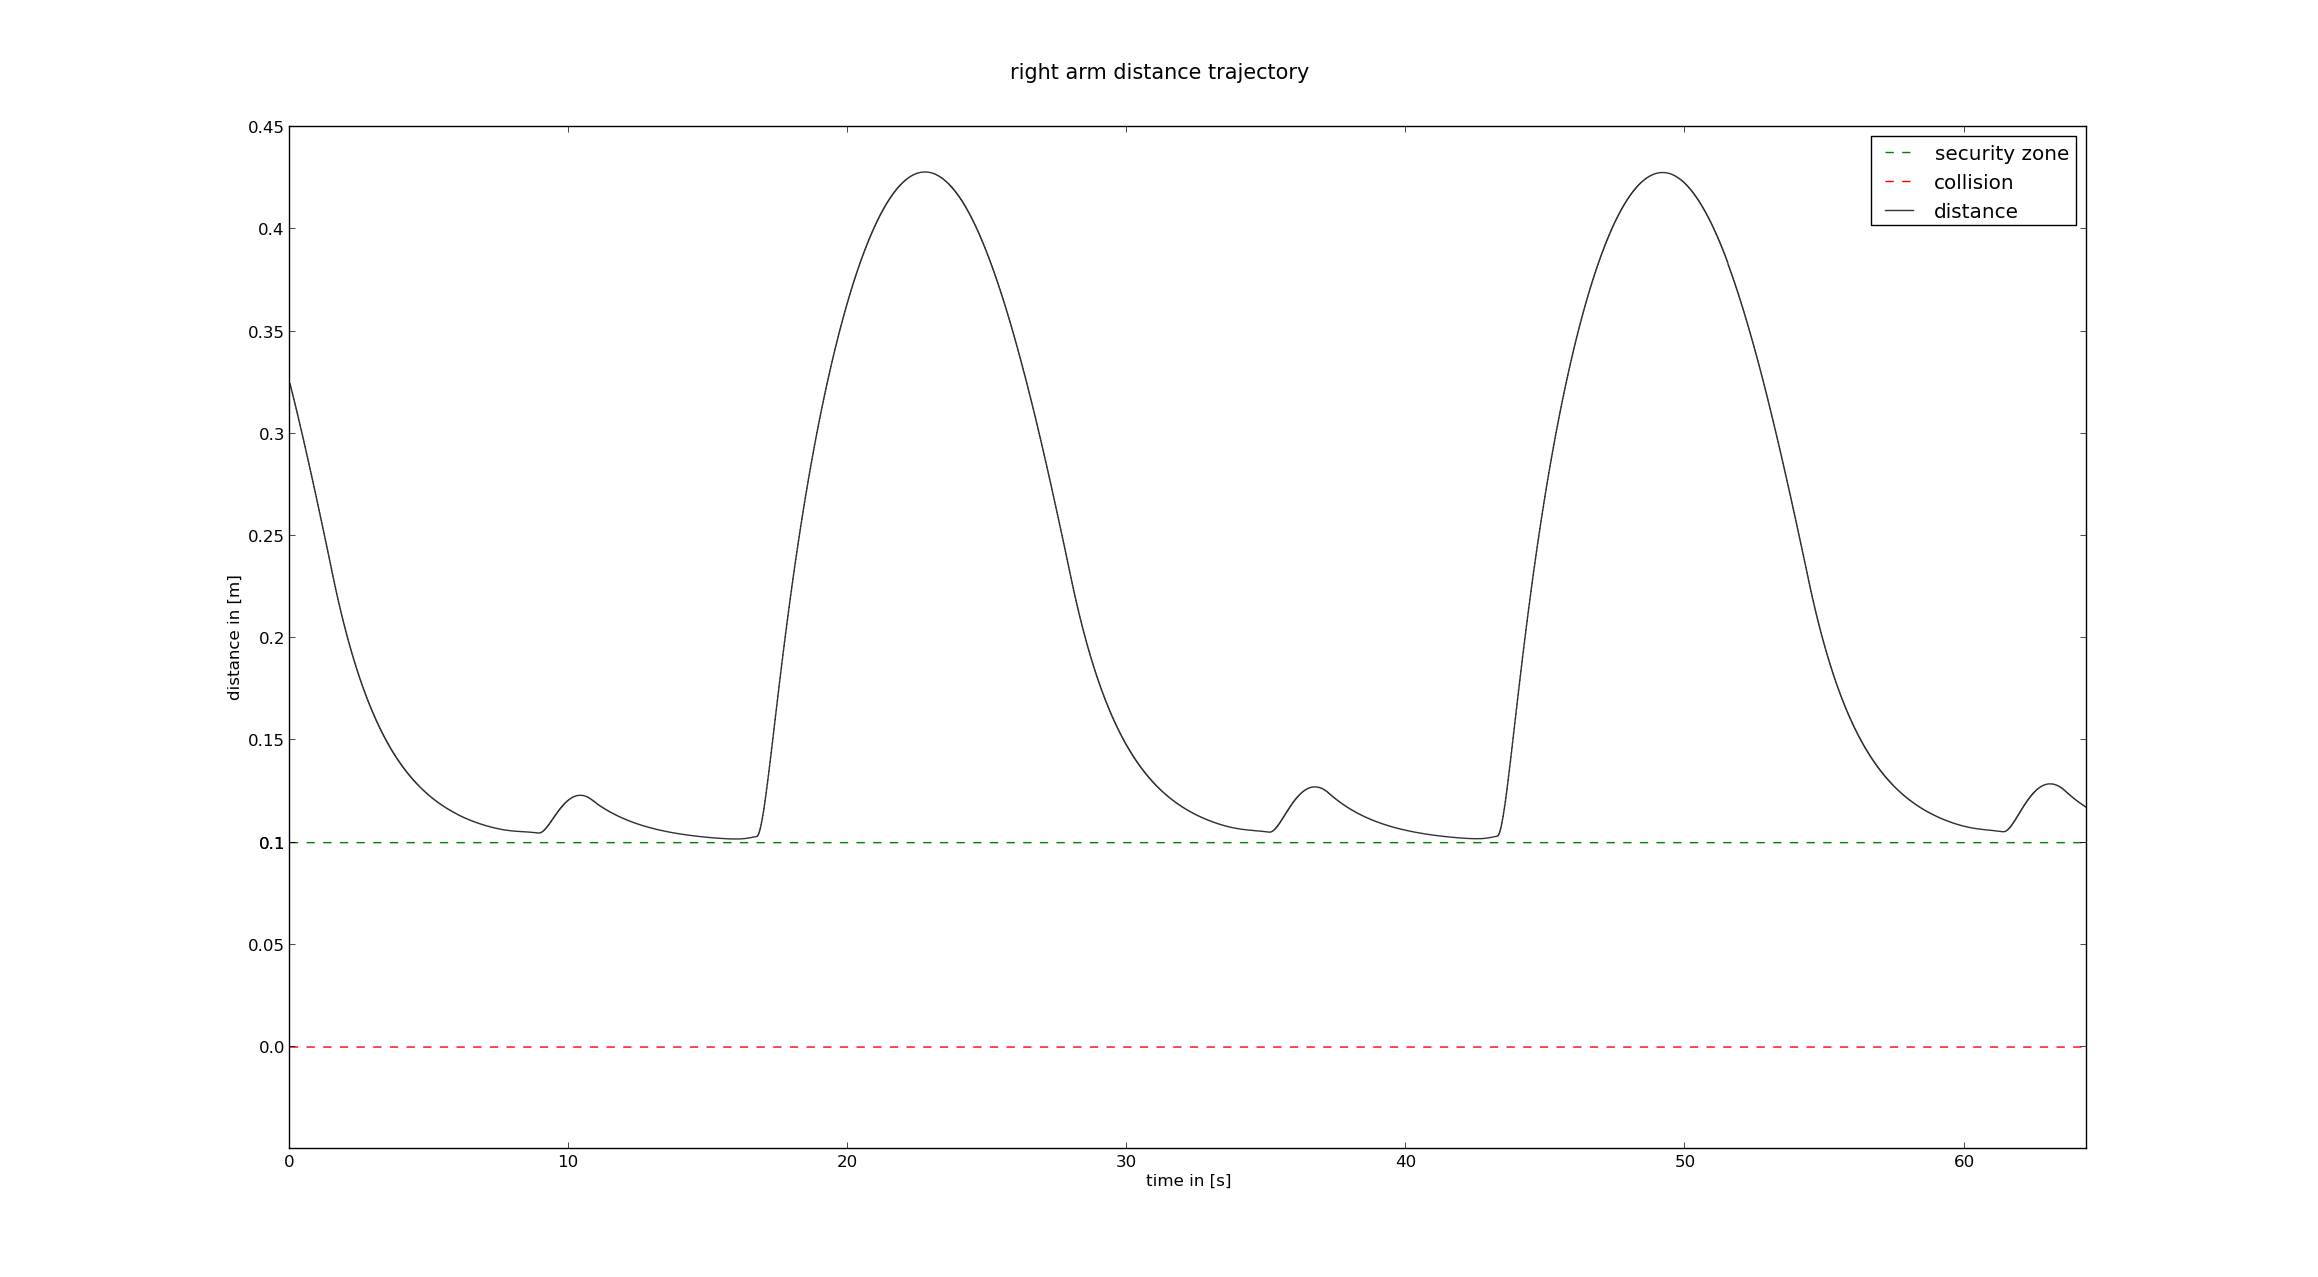 right arm distance trajectory
security zone
collision
distance
0.45
0.4
0.35
0.3
0.25
0.2
0.15
0.1
0.05
0.0
distance in [m]
0 10 20 30 40 50 60
time in [s]